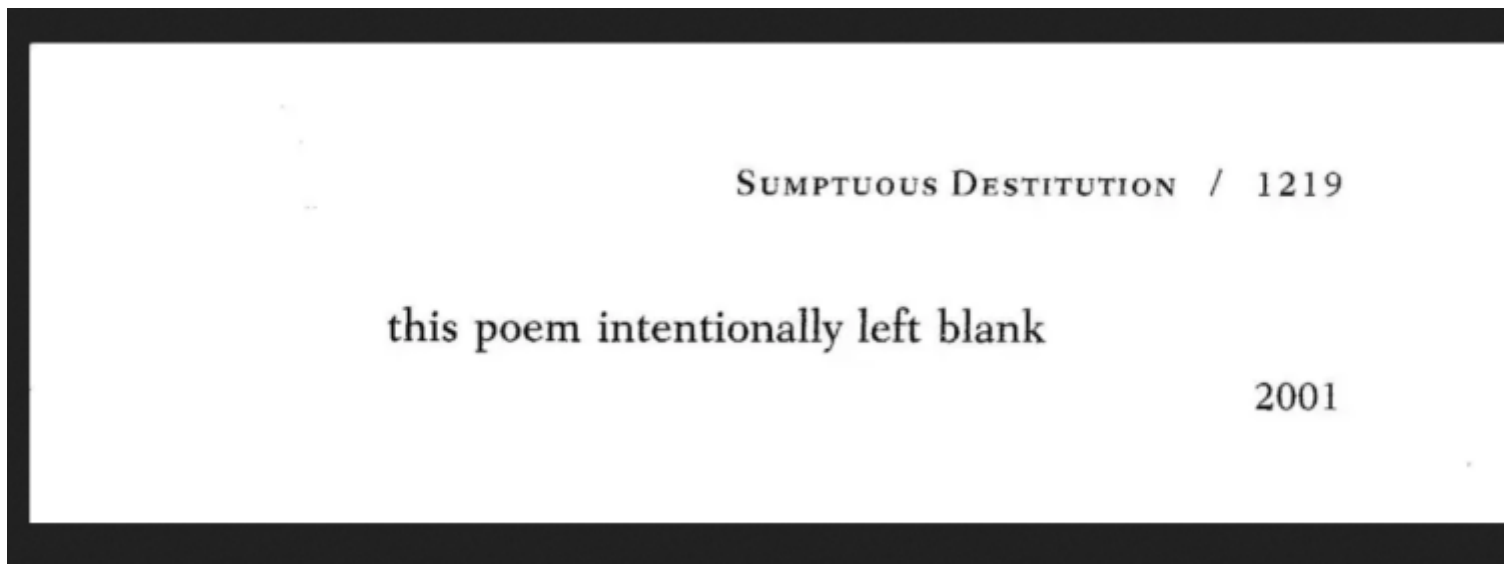 SUMPTUOUS DESTITUTION / 1219
this poem intentionally left blank
2001